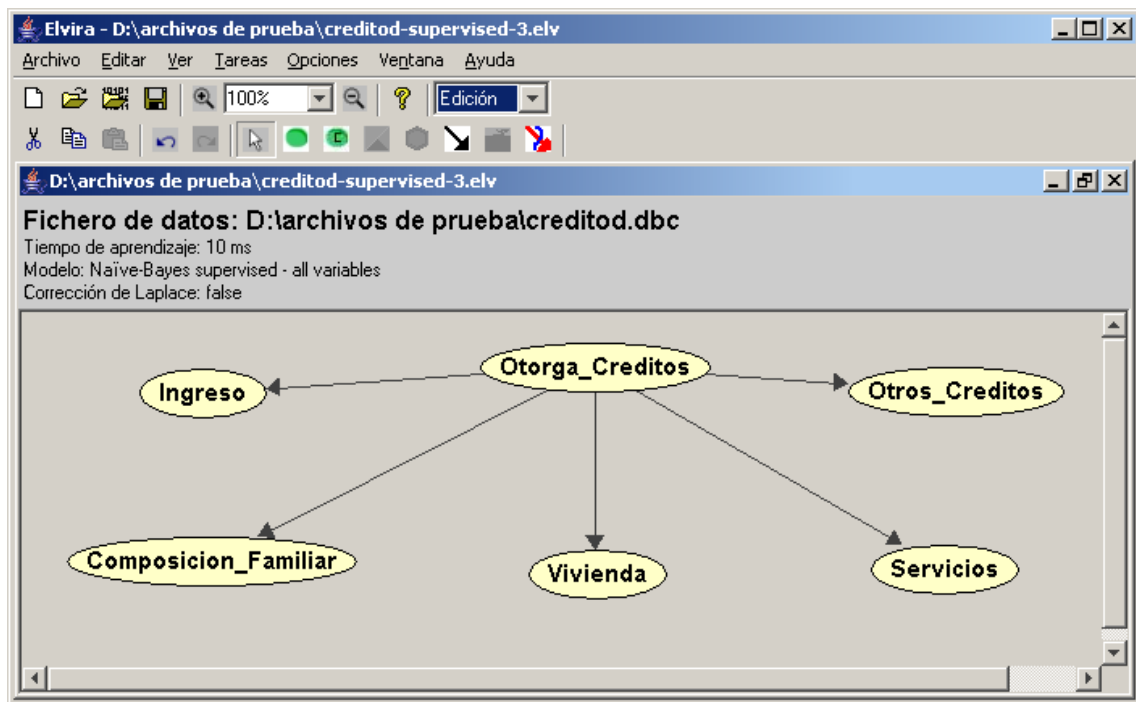 Elvira - D:\archivos de prueba\creditod-supervised-3.elv
Archivo Editar Ver Tareas Opciones Ventana Ayuda
100% Edición
D:\archivos de prueba\creditod-supervised-3.elv
Fichero de datos: D:\archivos de prueba\creditod.dbc
Tiempo de aprendizaje: 10 ms
Modelo: Naïve-Bayes supervised - all variables
Corrección de Laplace: false
Otorga_Creditos
Ingreso
Otros_Creditos
Composicion_Familiar
Vivienda
Servicios